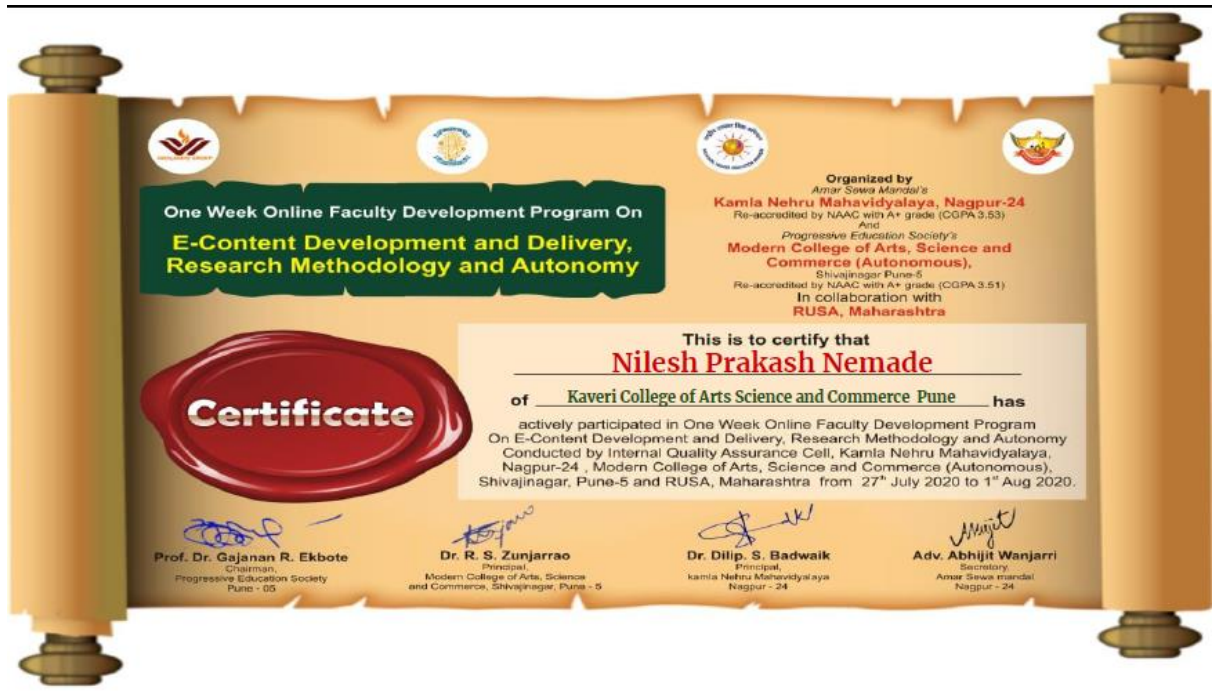 One Week Online Faculty Development Program On
E-Content Development and Delivery,
Research Methodology and Autonomy
Organized by
Amar Sewa Mandal's
Kamla Nehru Mahavidyalaya, Nagpur-24
Re-accredited by NAAC with A+ grade (CGPA 3.53)
And
Progressive Education Society's
Modern College of Arts, Science and
Commerce (Autonomous),
Shivajinagar Pune-5
Re-accredited by NAAC with A+ grade (CGPA 3.51)
In collaboration with
RUSA, Maharashtra
Certificate
This is to certify that
Nilesh Prakash Nemade
of Kaveri College of Arts Science and Commerce Pune has
actively participated in One Week Online Faculty Development Program
On E-Content Development and Delivery, Research Methodology and Autonomy
Conducted by Internal Quality Assurance Cell, Kamla Nehru Mahavidyalaya,
Nagpur-24 , Modern College of Arts, Science and Commerce (Autonomous),
Shivajinagar, Pune-5 and RUSA, Maharashtra from 27th July 2020 to 1st Aug 2020.
Prof. Dr. Gajanan R. Ekbote
Chairman,
Progressive Education Society
Pune - 05
Dr. R. S. Zunjarrao
Principal,
Modern College of Arts, Science
and Commerce, Shivajinagar, Pune - 5
Dr. Dilip. S. Badwaik
Principal,
kamla Nehru Mahavidyalaya
Nagpur - 24
Adv. Abhijit Wanjarri
Secretary,
Amar Sewa mandal
Nagpur - 24